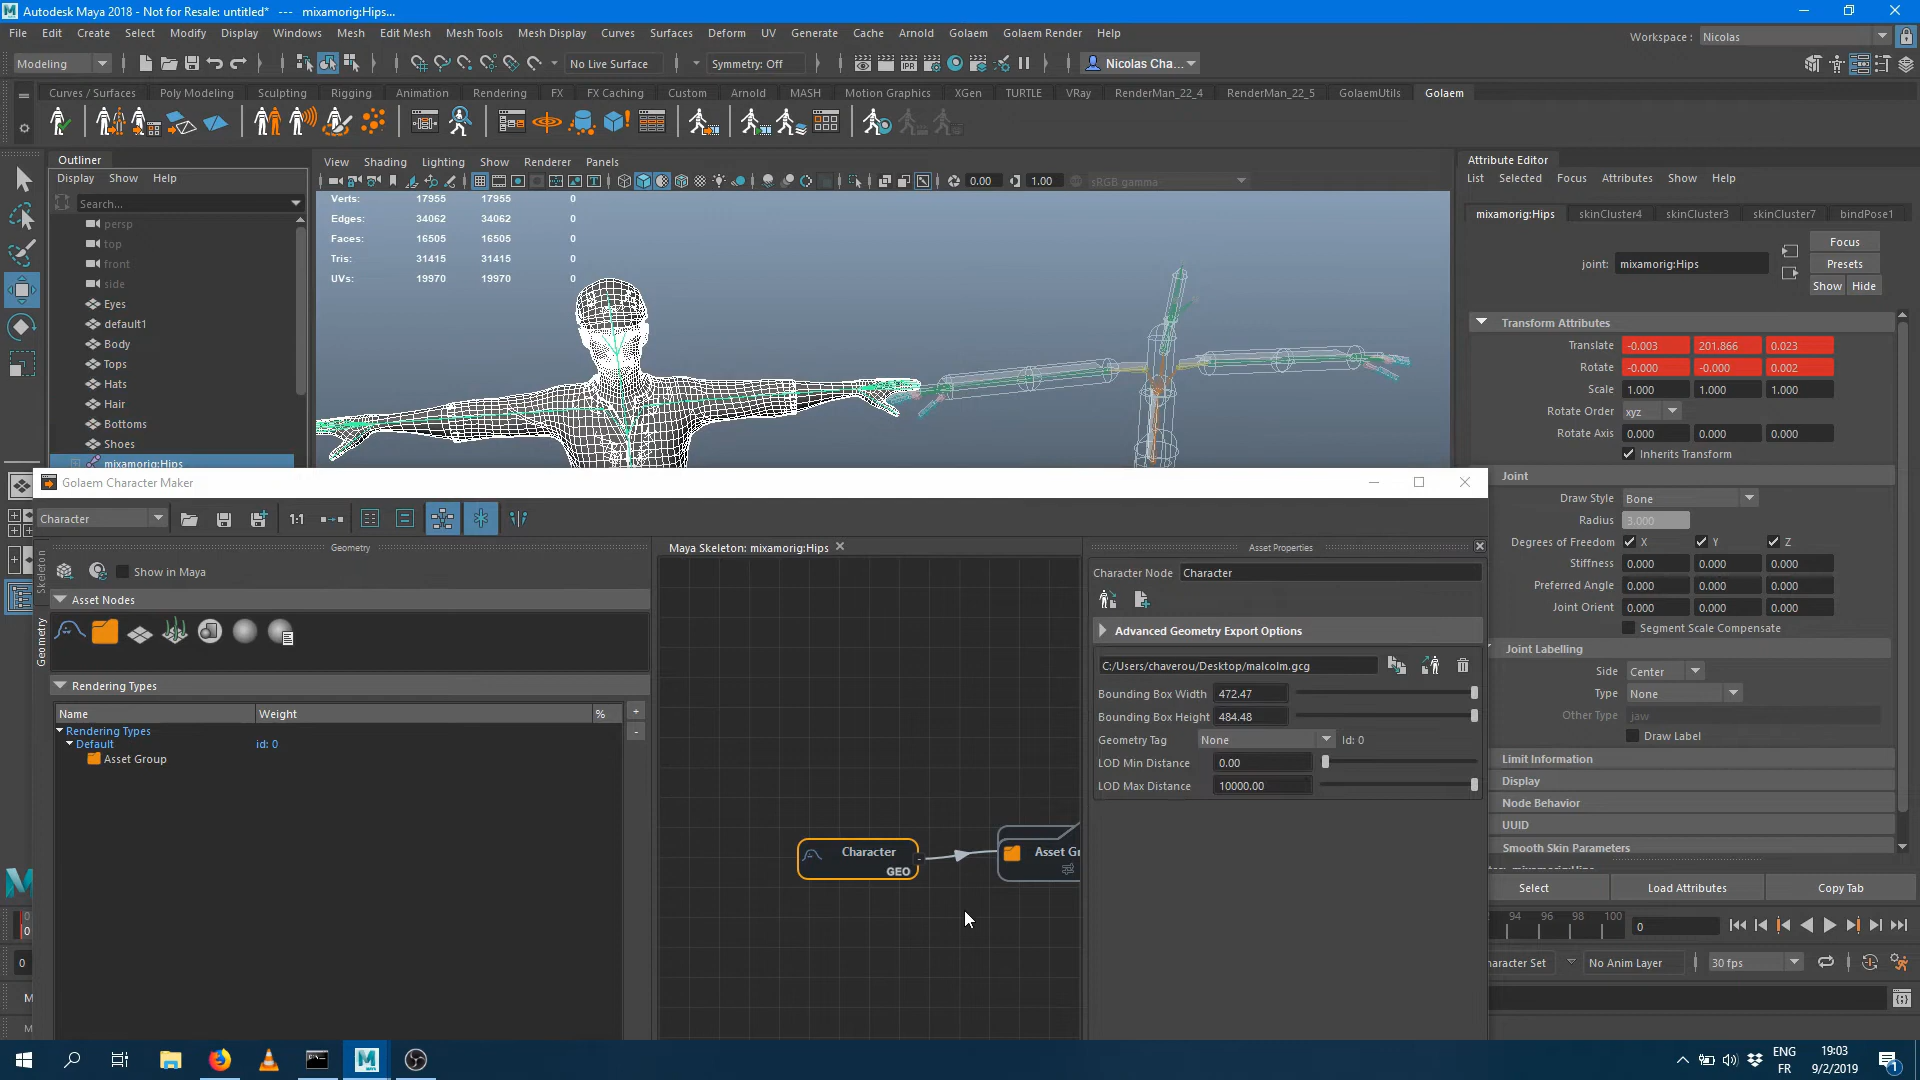 Autodesk Maya 2018 - Not for Resale: untitled*   ---   mixamorig:Hips...
File Edit Create Select Modify Display Windows Mesh Edit Mesh Mesh Tools Mesh Display Curves Surfaces Deform UV Generate Cache Arnold Golaem Golaem Render Help
Workspace : Nicolas
Modeling No Live Surface Symmetry: Off Nicolas Cha...
Curves / Surfaces Poly Modeling Sculpting Rigging Animation Rendering FX FX Caching Custom Arnold MASH Motion Graphics XGen TURTLE VRay RenderMan_22_4 RenderMan_22_5 GolaemUtils Golaem
Outliner
Display Show Help
Search...
persp
top
front
side
Eyes
default1
Body
Tops
Hats
Hair
Bottoms
Shoes
mixamorig:Hips
View Shading Lighting Show Renderer Panels
0.00 1.00 sRGB gamma
Verts: 17955 17955 0
Edges: 34062 34062 0
Faces: 16505 16505 0
Tris: 31415 31415 0
UVs: 19970 19970 0
Attribute Editor
List Selected Focus Attributes Show Help
mixamorig:Hips skinCluster4 skinCluster3 skinCluster7 bindPose1
joint: mixamorig:Hips
Focus
Presets
Show Hide
Transform Attributes
Translate -0.003 201.866 0.023
Rotate -0.000 -0.000 0.002
Scale 1.000 1.000 1.000
Rotate Order xyz
Rotate Axis 0.000 0.000 0.000
Inherits Transform
Joint
Draw Style Bone
Radius 3.000
Degrees of Freedom X Y Z
Stiffness 0.000 0.000 0.000
Preferred Angle 0.000 0.000 0.000
Joint Orient 0.000 0.000 0.000
Segment Scale Compensate
Joint Labelling
Side Center
Type None
Other Type jaw
Draw Label
Limit Information
Display
Node Behavior
UUID
Smooth Skin Parameters
Select Load Attributes Copy Tab
Golaem Character Maker
Character 1:1
Skeleton
Geometry
Geometry
Show in Maya
Asset Nodes
Rendering Types
Name Weight %
+
-
Rendering Types
Default id: 0
Asset Group
Maya Skeleton: mixamorig:Hips
Character
GEO
Asset Gr
Asset Properties
Character Node Character
Advanced Geometry Export Options
C:/Users/chaverou/Desktop/malcolm.gcg
Bounding Box Width 472.47
Bounding Box Height 484.48
Geometry Tag None Id: 0
LOD Min Distance 0.00
LOD Max Distance 10000.00
0
0
0
M
M
94 96 98 100 0
haracter Set No Anim Layer 30 fps
ENG
FR
19:03
9/2/2019
1